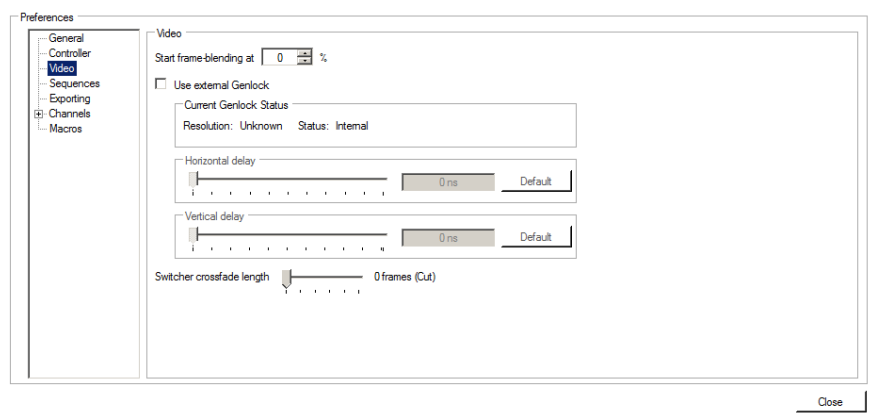 Preferences
General
Controller
Video
Sequences
Exporting
Channels
Macros
Video
Start frame-blending at 0 %
Use external Genlock
Current Genlock Status
Resolution: Unknown Status: Internal
Horizontal delay
0 ns Default
Vertical delay
0 ns Default
Switcher crossfade length 0 frames (Cut)
Close